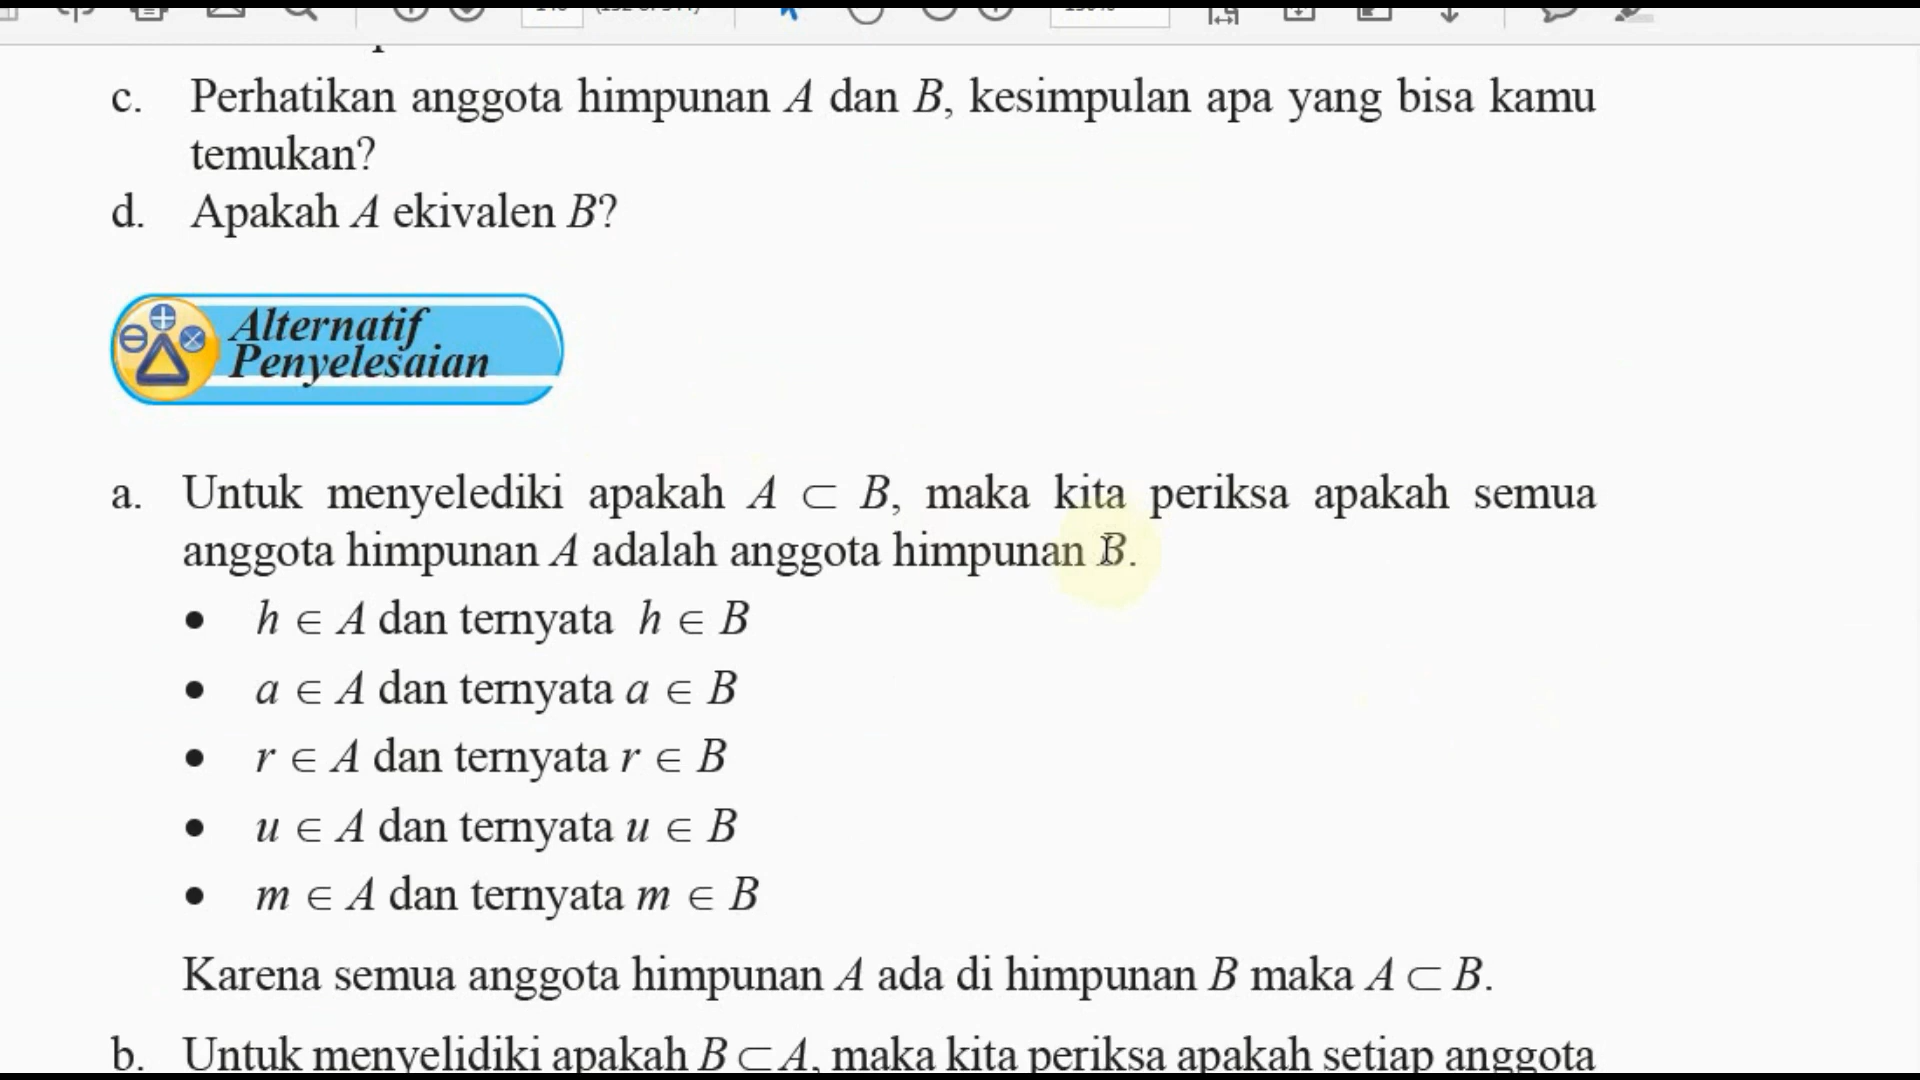 c. Perhatikan anggota himpunan A dan B, kesimpulan apa yang bisa kamu
temukan?
d. Apakah A ekivalen B?
Alternatif
Penyelesaian
a. Untuk menyelediki apakah A ⊂ B, maka kita periksa apakah semua
anggota himpunan A adalah anggota himpunan B.
• h ∈ A dan ternyata h ∈ B
• a ∈ A dan ternyata a ∈ B
• r ∈ A dan ternyata r ∈ B
• u ∈ A dan ternyata u ∈ B
• m ∈ A dan ternyata m ∈ B
Karena semua anggota himpunan A ada di himpunan B maka A ⊂ B.
b. Untuk menyelidiki apakah B ⊂ A, maka kita periksa apakah setiap anggota